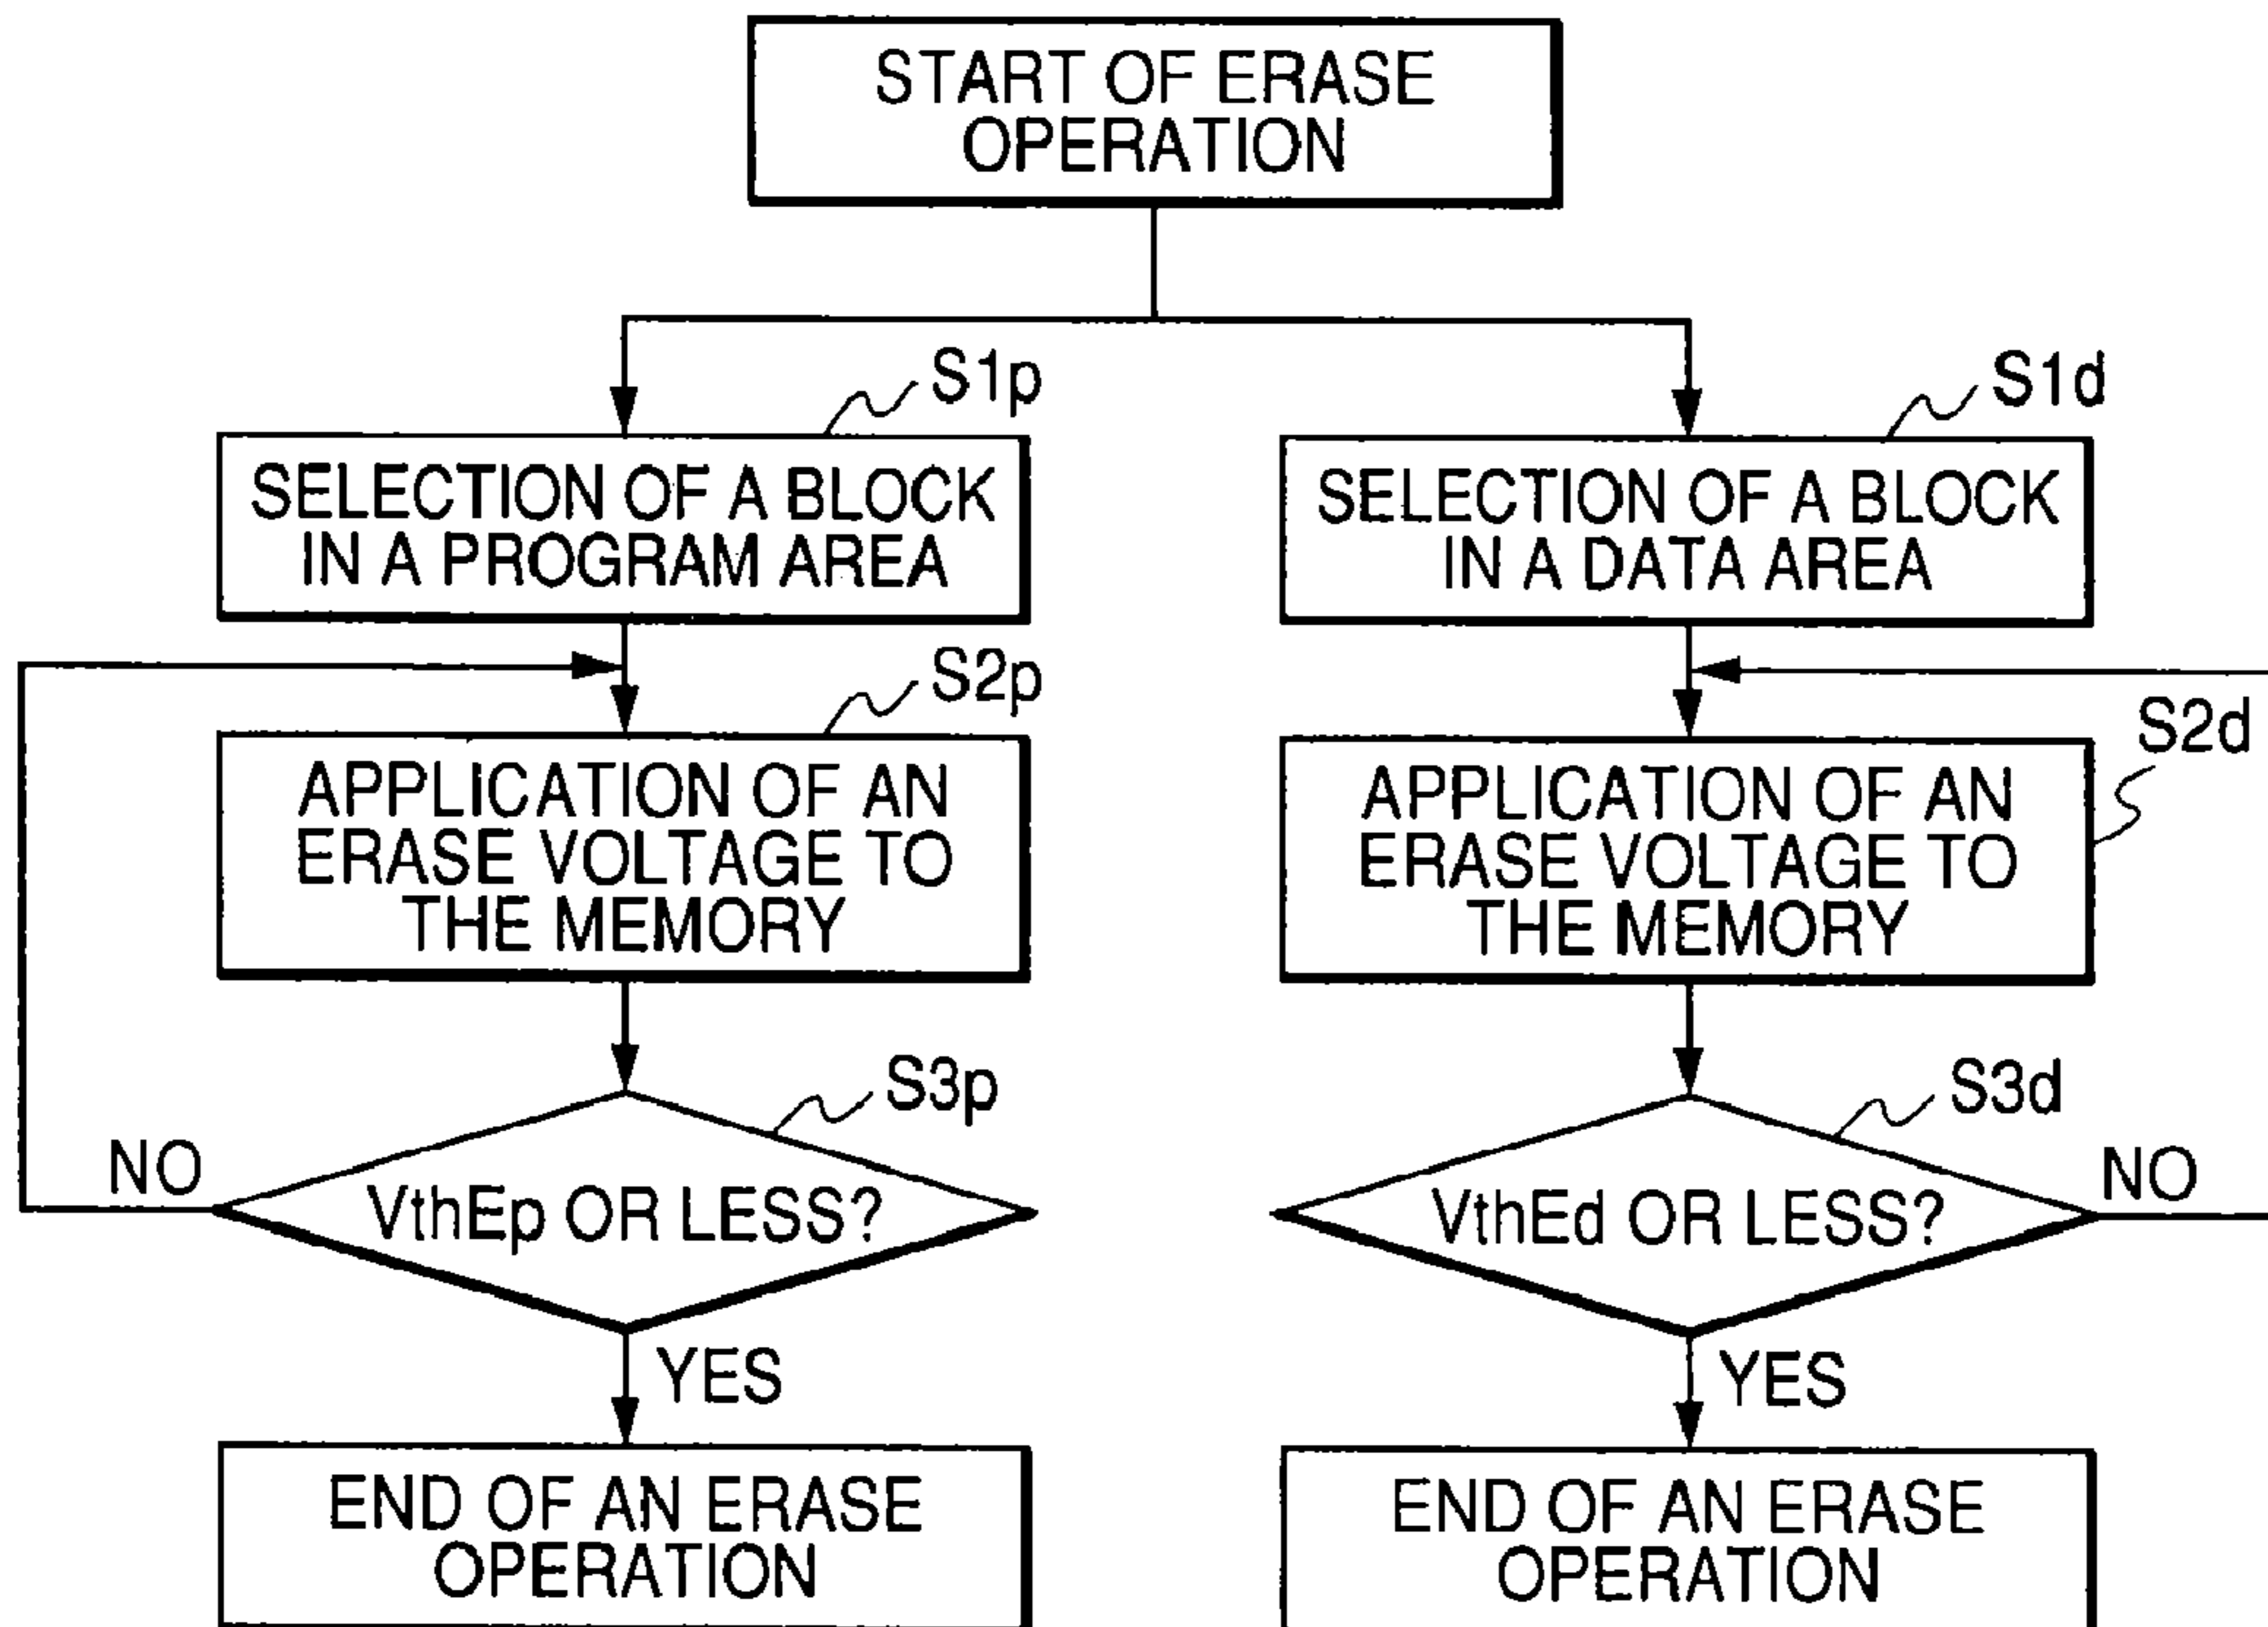 START OF ERASE
OPERATION
S1p
SELECTION OF A BLOCK
IN A PROGRAM AREA
S2p
APPLICATION OF AN
ERASE VOLTAGE TO
THE MEMORY
S3p
NO
VthEp OR LESS?
YES
END OF AN ERASE
OPERATION
S1d
SELECTION OF A BLOCK
IN A DATA AREA
S2d
APPLICATION OF AN
ERASE VOLTAGE TO
THE MEMORY
S3d
NO
VthEd OR LESS?
YES
END OF AN ERASE
OPERATION